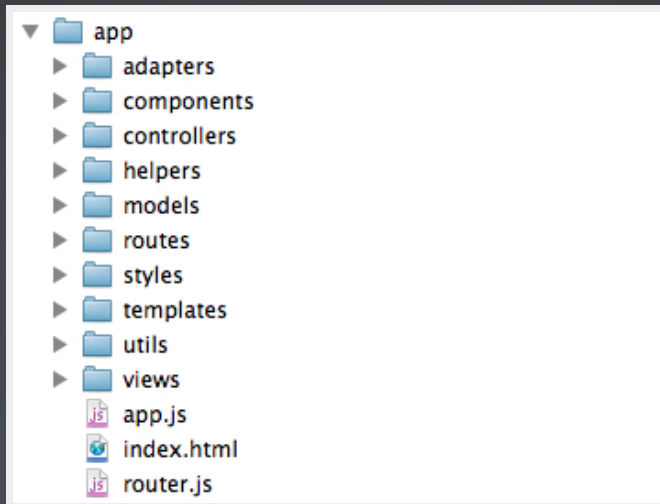 app
adapters
components
controllers
helpers
models
routes
styles
templates
utils
views
app.js
index.html
router.js